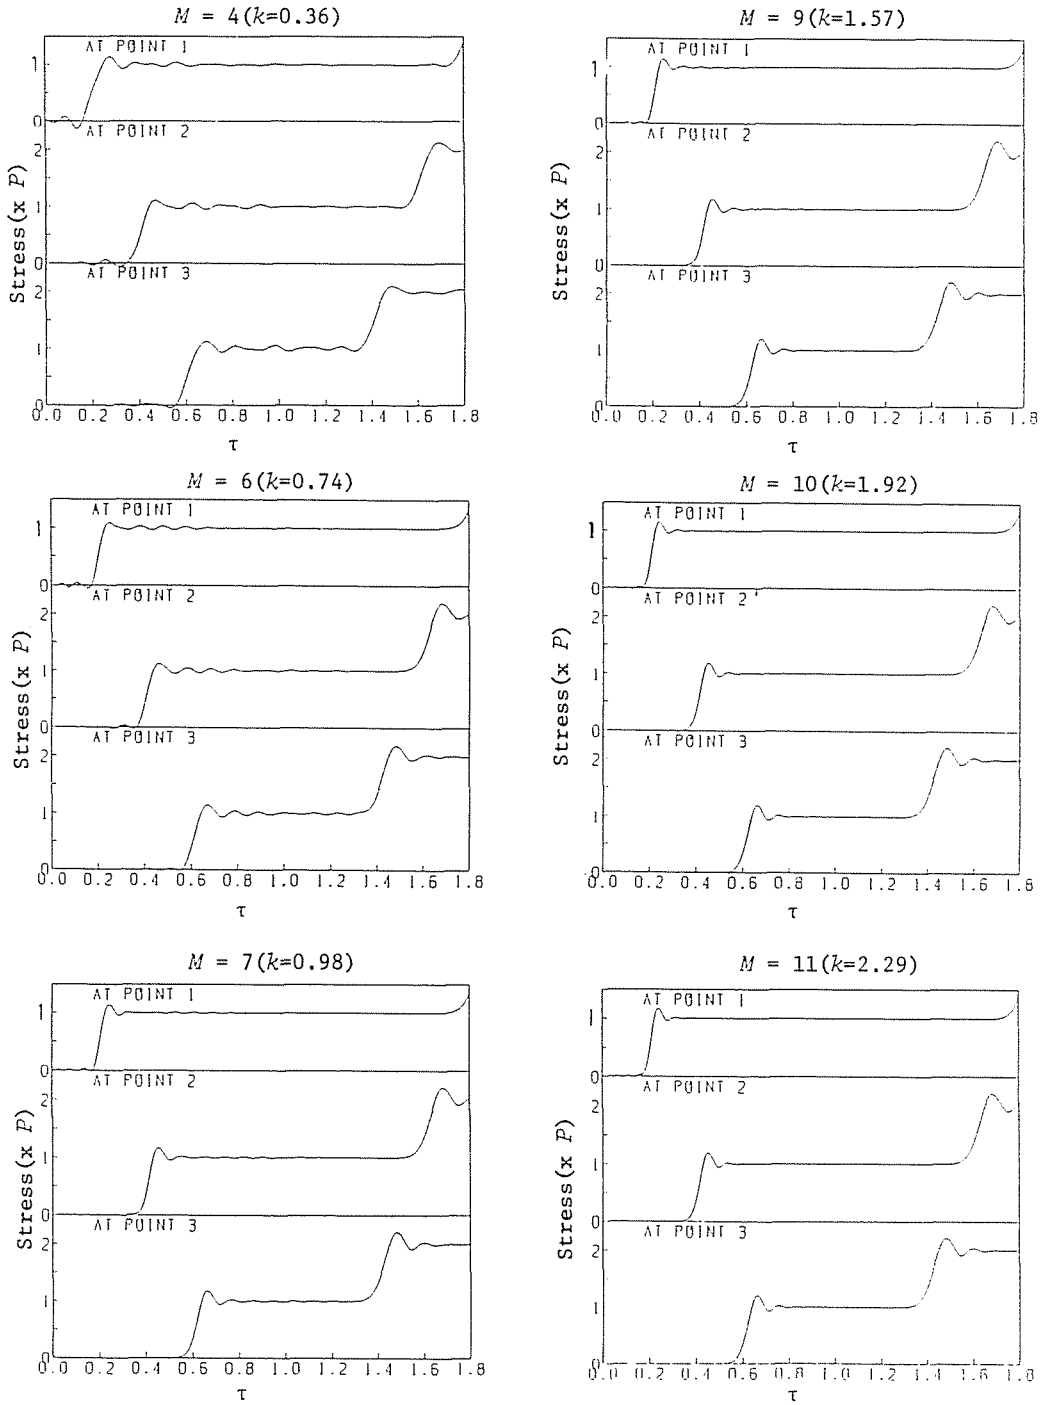 M = 4(k=0.36)
AT POINT 1
1
0
AT POINT 2
2
1
0
AT POINT 3
2
1
0
Stress(x P)
0.0 0.2 0.4 0.6 0.8 1.0 1.2 1.4 1.6 1.8
τ
M = 9(k=1.57)
AT POINT 1
1
0
AT POINT 2
2
1
0
AT POINT 3
2
1
0
Stress(x P)
0.0 0.2 0.4 0.6 0.8 1.0 1.2 1.4 1.6 1.8
τ
M = 6(k=0.74)
AT POINT 1
1
0
AT POINT 2
2
1
0
AT POINT 3
2
1
0
Stress(x P)
0.0 0.2 0.4 0.6 0.8 1.0 1.2 1.4 1.6 1.8
τ
M = 10(k=1.92)
AT POINT 1
1
0
AT POINT 2
2
1
0
AT POINT 3
2
1
0
Stress(x P)
0.0 0.2 0.4 0.6 0.8 1.0 1.2 1.4 1.6 1.8
τ
M = 7(k=0.98)
AT POINT 1
1
0
AT POINT 2
2
1
0
AT POINT 3
2
1
0
Stress(x P)
0.0 0.2 0.4 0.6 0.8 1.0 1.2 1.4 1.6 1.8
τ
M = 11(k=2.29)
AT POINT 1
1
0
AT POINT 2
2
1
0
AT POINT 3
2
1
0
Stress(x P)
0.0 0.2 0.4 0.6 0.8 1.0 1.2 1.4 1.6 1.8
τ